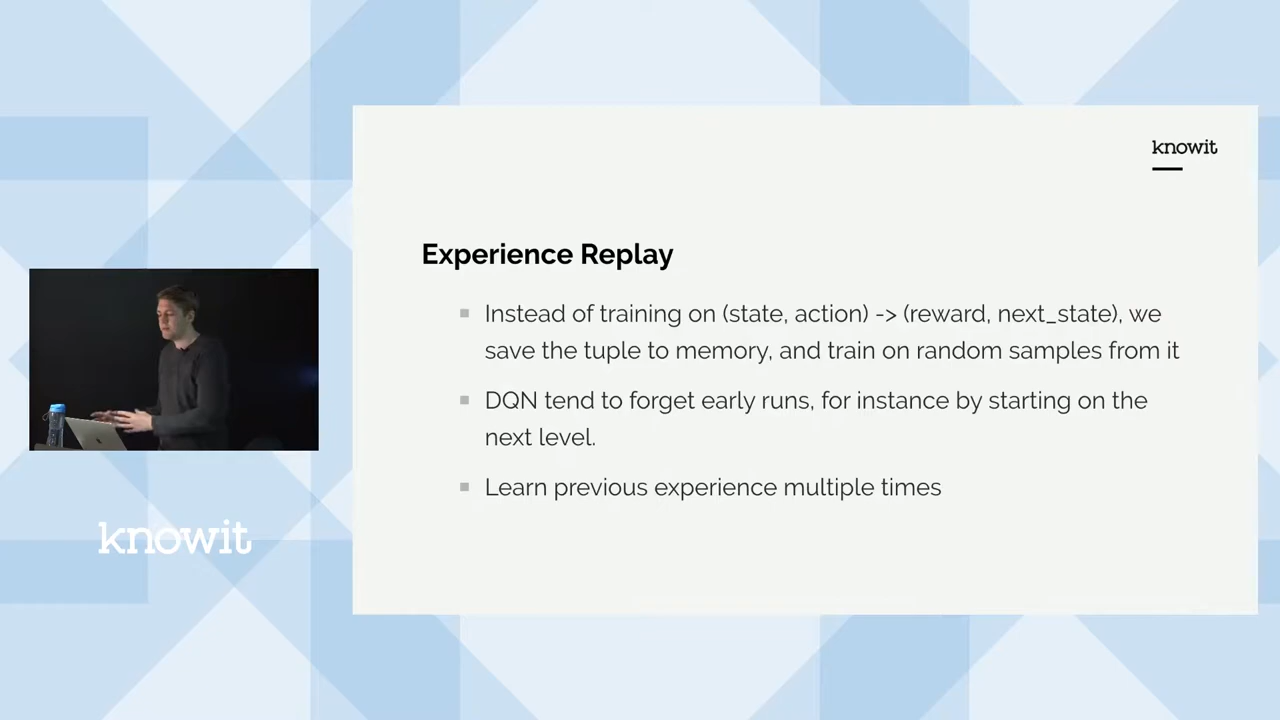 knowit
Experience Replay
Instead of training on (state, action) -> (reward, next_state), we
save the tuple to memory, and train on random samples from it
DQN tend to forget early runs, for instance by starting on the
next level.
Learn previous experience multiple times
knowit